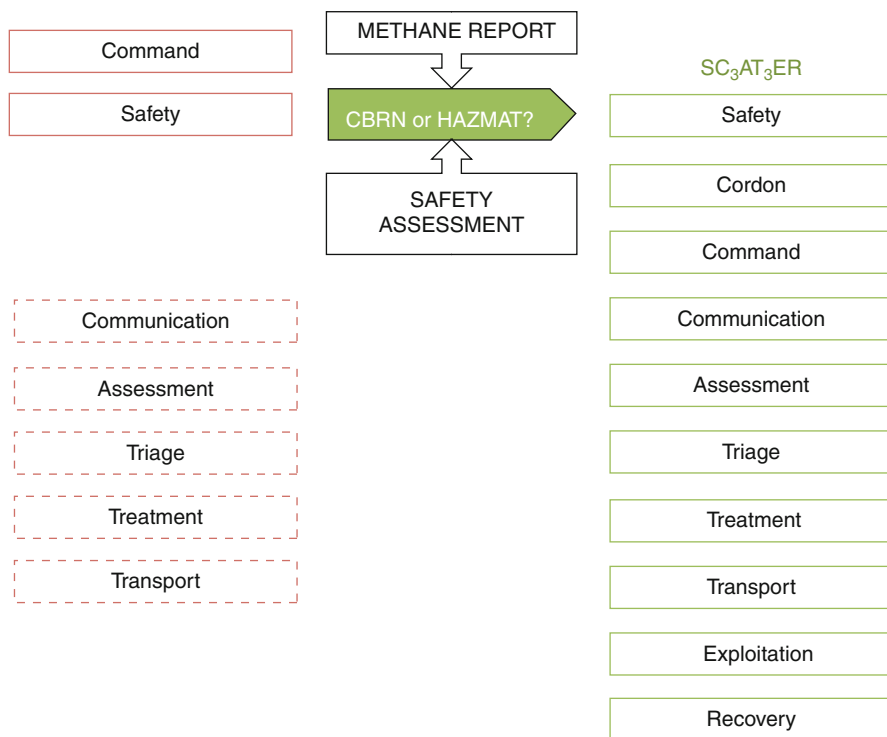 Command
Safety
Communication
Assessment
Triage
Treatment
Transport
METHANE REPORT
CBRN or HAZMAT?
SAFETY
ASSESSMENT
SC₃AT₃ER
Safety
Cordon
Command
Communication
Assessment
Triage
Treatment
Transport
Exploitation
Recovery